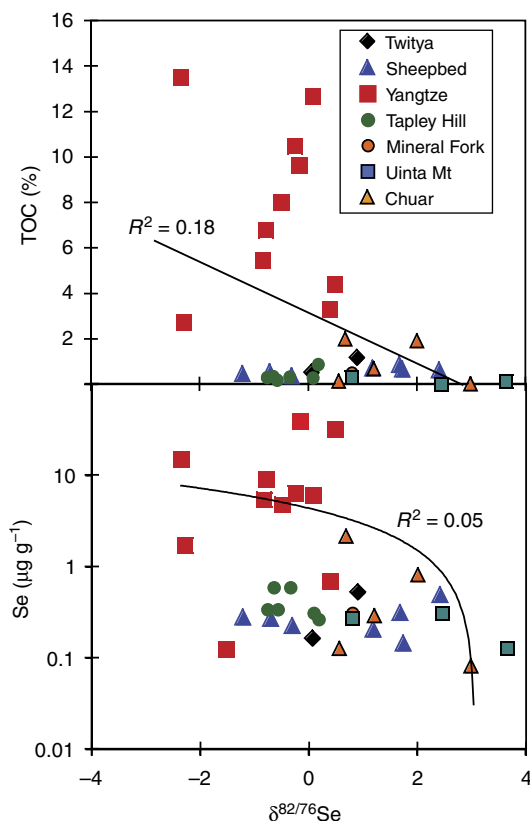 16
14
12
10
8
6
4
2
TOC (%)
Twitya
Sheepbed
Yangtze
Tapley Hill
Mineral Fork
Uinta Mt
Chuar
R² = 0.18
10
1
0.1
0.01
Se (µg g⁻¹)
R² = 0.05
−4
−2
0
2
4
δ⁸²/⁷⁶Se